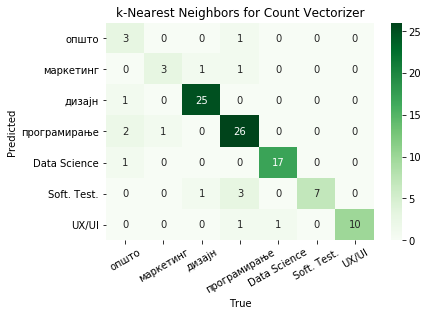 k-Nearest Neighbors for Count Vectorizer
Predicted
општо 3 0 0 1 0 0 0
маркетинг 0 3 1 1 0 0 0
дизајн 1 0 25 0 0 0 0
програмирање 2 1 0 26 0 0 0
Data Science 1 0 0 0 17 0 0
Soft. Test. 0 0 1 3 0 7 0
UX/UI 0 0 0 1 1 0 10
општо маркетинг дизајн програмирање Data Science Soft. Test. UX/UI
True
25
20
15
10
5
0